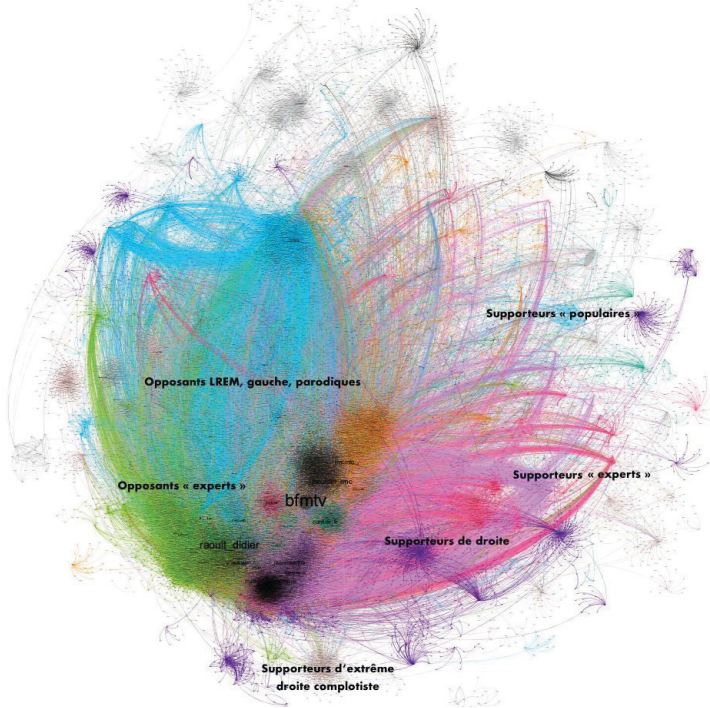 Supporteurs « populaires »
Opposants LREM, gauche, parodiques
Supporteurs « experts »
Opposants « experts »
bfmtv
Supporteurs de droite
raoult_didier
Supporteurs d’extrême
droite complotiste